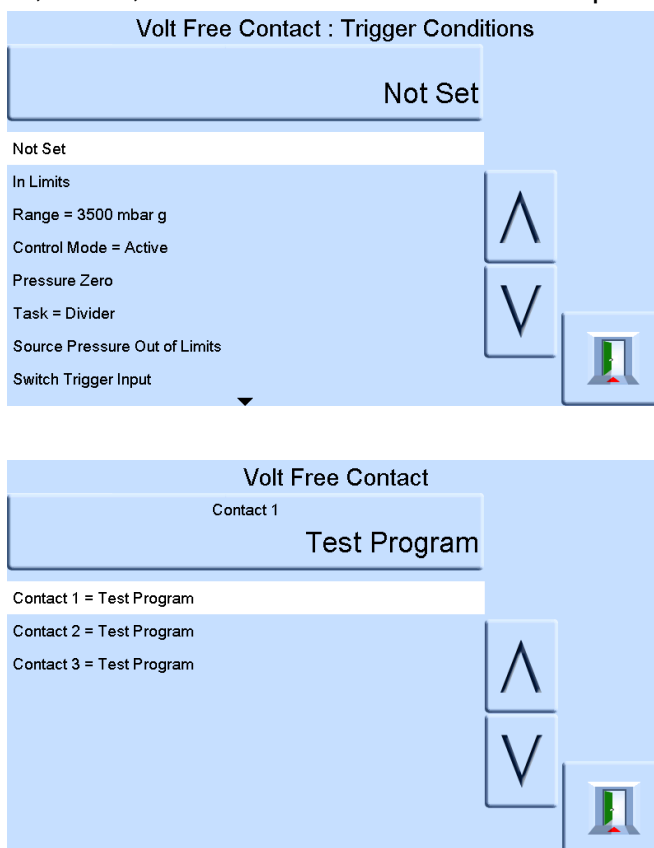 Volt Free Contact : Trigger Conditions
Not Set
Not Set
In Limits
Range = 3500 mbar g
Control Mode = Active
Pressure Zero
Task = Divider
Source Pressure Out of Limits
Switch Trigger Input
Volt Free Contact
Contact 1
Test Program
Contact 1 = Test Program
Contact 2 = Test Program
Contact 3 = Test Program